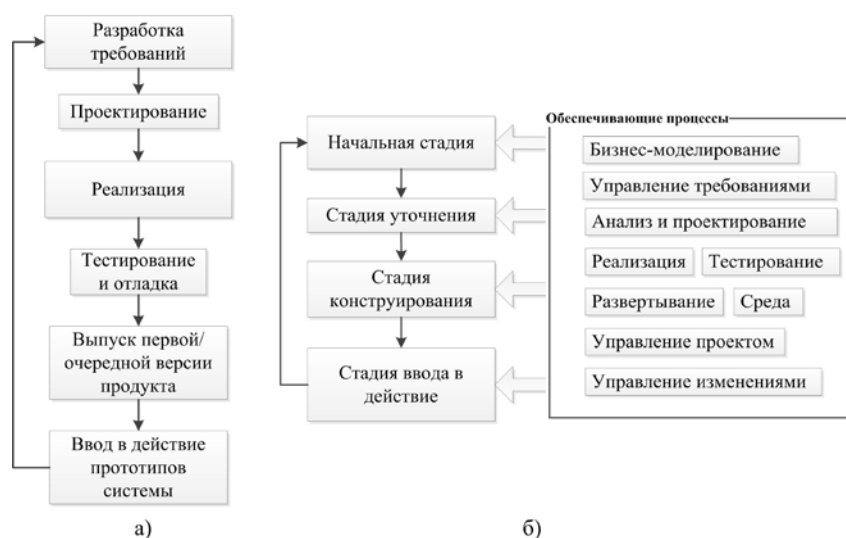 Разработка
требований
Проектирование
Реализация
Тестирование
и отладка
Выпуск первой/
очередной версии
продукта
Ввод в действие
прототипов
системы
а)
Начальная стадия
Стадия уточнения
Стадия
конструирования
Стадия ввода в
действие
Обеспечивающие процессы
Бизнес-моделирование
Управление требованиями
Анализ и проектирование
Реализация Тестирование
Развертывание Среда
Управление проектом
Управление изменениями
б)